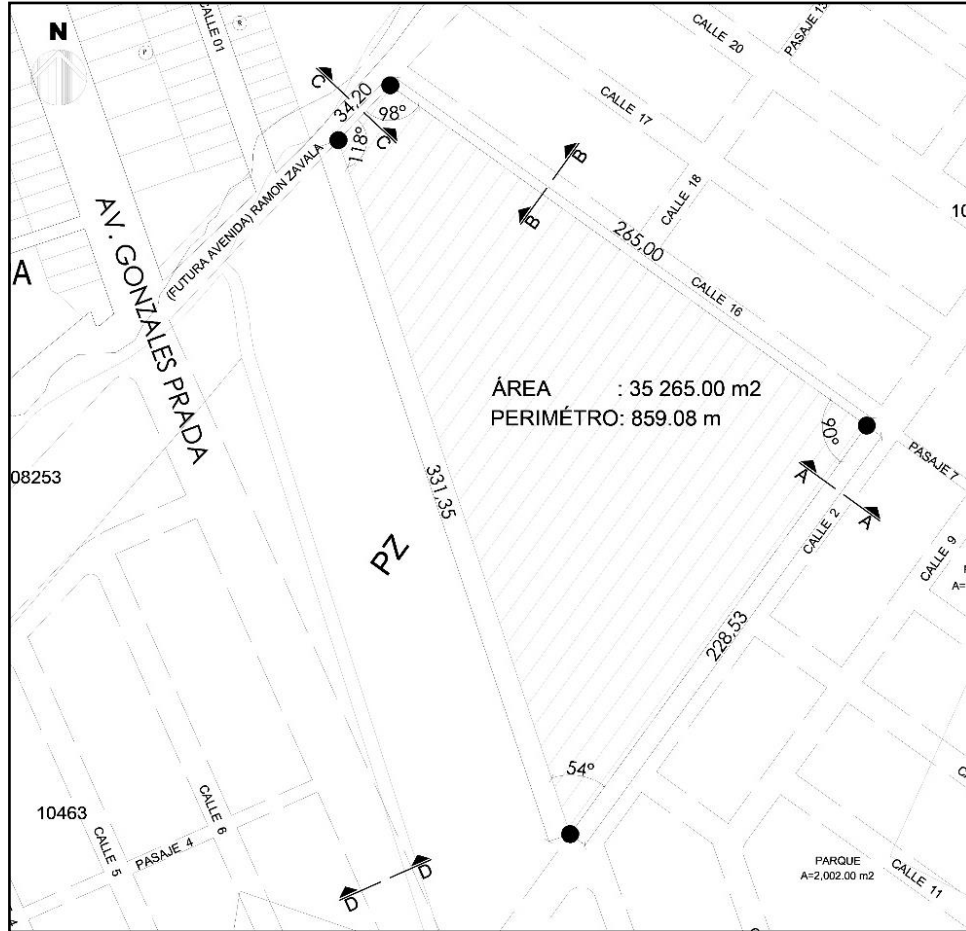 N
CALLE 01
P
R
CALLE 20
PASAJE 13
CALLE 17
C
34,20
98°
C
118°
(FUTURA AVENIDA) RAMON ZAVALA
B
B
CALLE 18
10
265,00
A
AV. GONZALES PRADA
CALLE 16
ÁREA : 35 265.00 m2
PERIMÉTRO: 859.08 m
90°
PASAJE 7
08253
331,35
A
A
CALLE 2
CALLE 9
A=
PZ
228,53
54°
10463
CALLE 5
CALLE 6
PASAJE 4
D
D
PARQUE
A=2,002.00 m2
CALLE 11